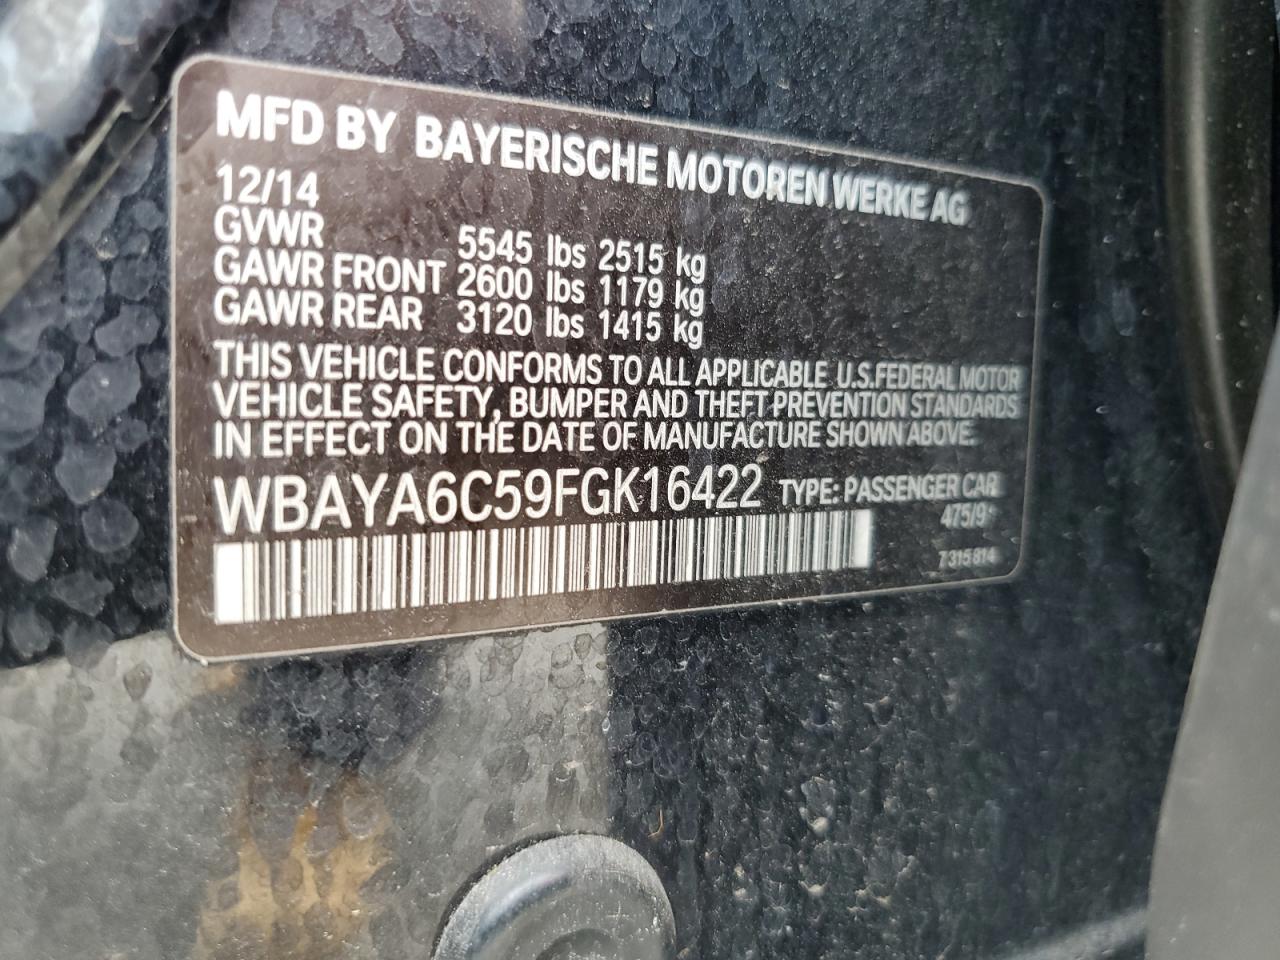 MFD BY BAYERISCHE MOTOREN WERKE AG
12/14
GVWR 5545 lbs 2515 kg
GAWR FRONT 2600 lbs 1179 kg
GAWR REAR 3120 lbs 1415 kg
THIS VEHICLE CONFORMS TO ALL APPLICABLE U.S.FEDERAL MOTOR
VEHICLE SAFETY, BUMPER AND THEFT PREVENTION STANDARDS
IN EFFECT ON THE DATE OF MANUFACTURE SHOWN ABOVE.
WBAYA6C59FGK16422 TYPE: PASSENGER CAR
7 315 814